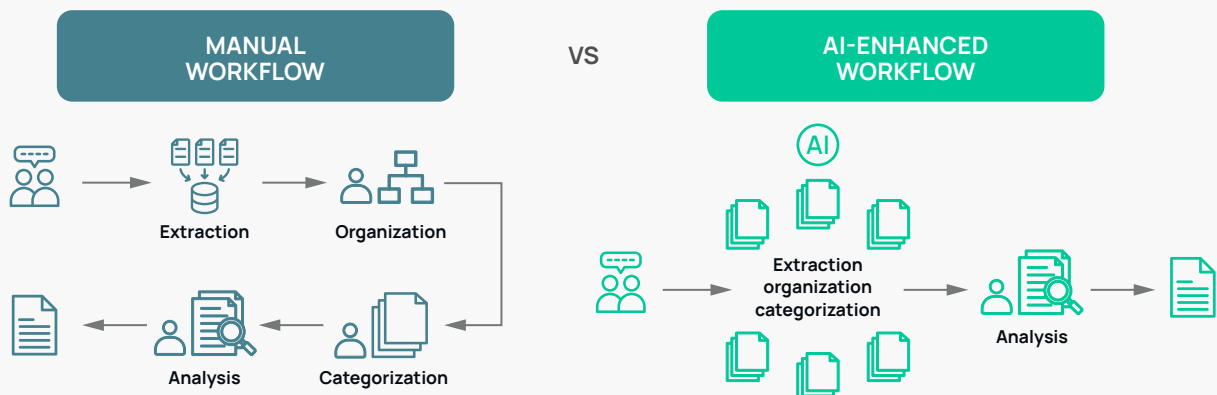 MANUAL
WORKFLOW
VS
AI-ENHANCED
WORKFLOW
Extraction
Organization
Analysis
Categorization
AI
Extraction
organization
categorization
Analysis